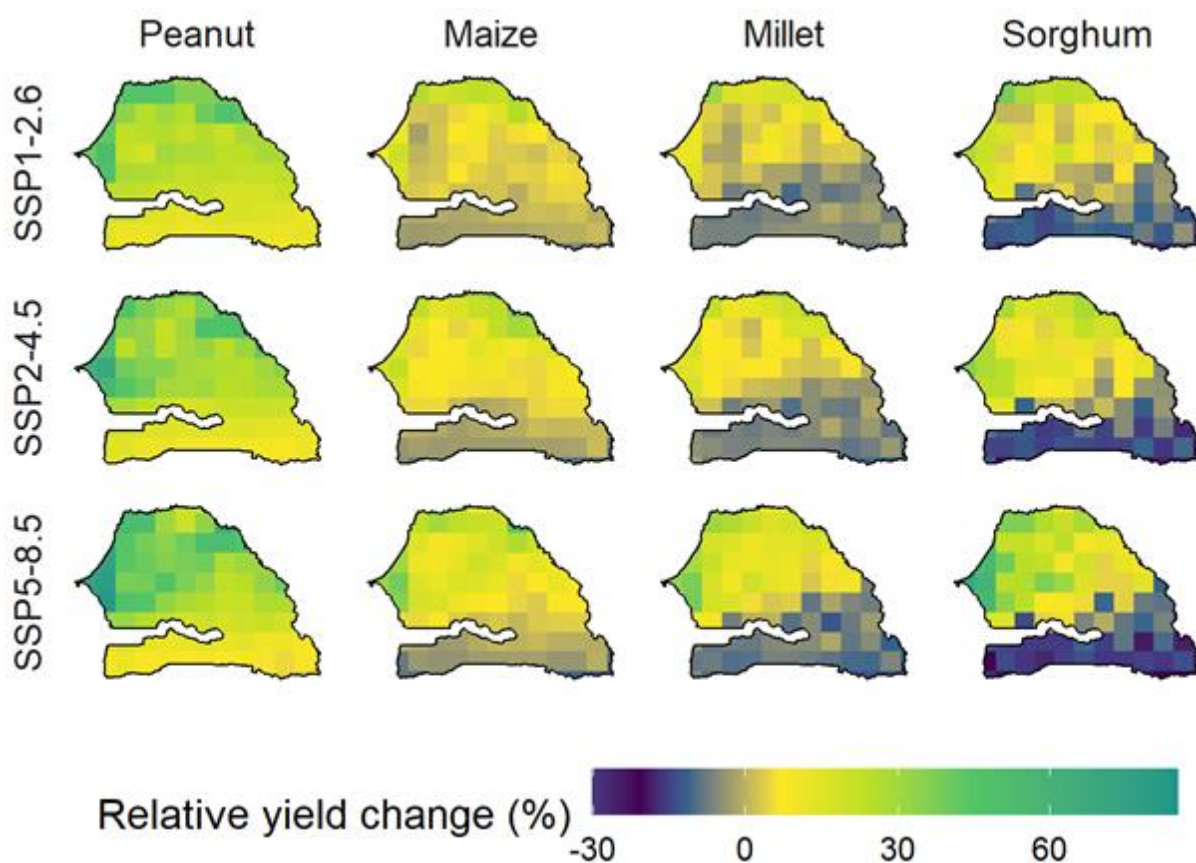 Peanut Maize Millet Sorghum
SSP1-2.6
SSP2-4.5
SSP5-8.5
Relative yield change (%)
-30 0 30 60